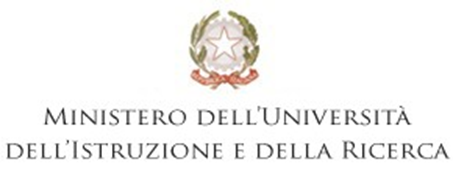 MINISTERO DELL'UNIVERSITÀ
DELL'ISTRUZIONE E DELLA RICERCA